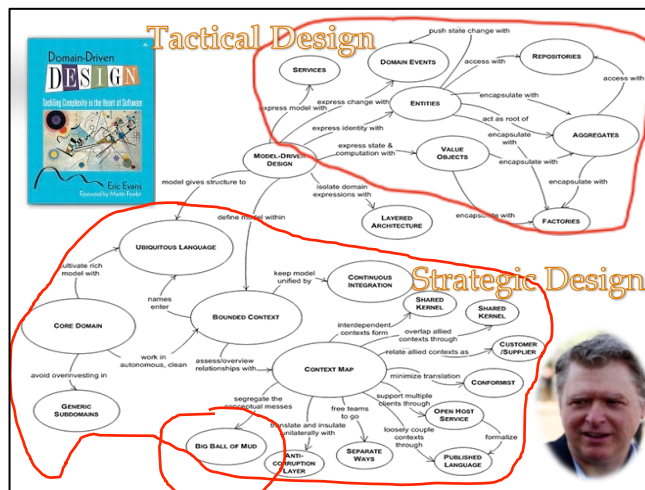 Tactical Design
Domain-Driven
DESIGN
Tackling Complexity in the Heart of Software
Eric Evans
Foreword by Martin Fowler
push state change with
SERVICES
DOMAIN EVENTS
REPOSITORIES
access with
access with
express model with
express change with
ENTITIES
encapsulate with
express identity with
act as root of
AGGREGATES
encapsulate with
MODEL-DRIVEN
DESIGN
express state &
computation with
VALUE
OBJECTS
encapsulate with
encapsulate with
model gives structure to
isolate domain
expressions with
define model within
LAYERED
ARCHITECTURE
encapsulate with
FACTORIES
UBIQUITOUS LANGUAGE
cultivate rich
model with
keep model
unified by
CONTINUOUS
INTEGRATION
Strategic Design
names
enter
BOUNDED CONTEXT
SHARED
KERNEL
SHARED
KERNEL
CORE DOMAIN
interdependent
contexts form
overlap allied
contexts through
work in
autonomous, clean
assess/overview
relationships with
CONTEXT MAP
relate allied contexts as
CUSTOMER
/SUPPLIER
avoid overinvesting in
minimize translation
CONFORMIST
GENERIC
SUBDOMAINS
segregate the
conceptual messes
support multiple
clients through
free teams
to go
OPEN HOST
SERVICE
translate and insulate
unilaterally with
loosely couple
contexts through
formalize
BIG BALL OF MUD
ANTI-
CORRUPTION
LAYER
SEPARATE
WAYS
PUBLISHED
LANGUAGE